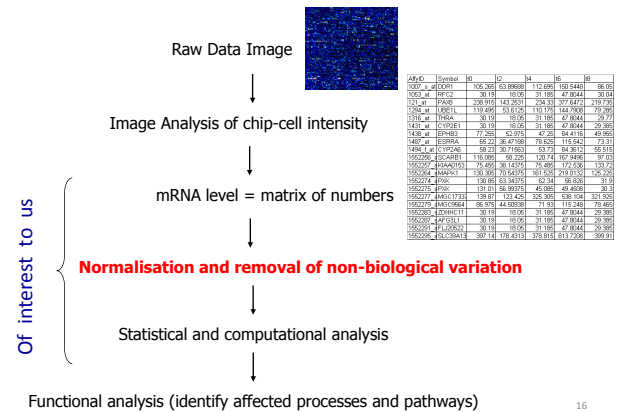 Raw Data Image
Image Analysis of chip-cell intensity
mRNA level = matrix of numbers
Normalisation and removal of non-biological variation
Statistical and computational analysis
Functional analysis (identify affected processes and pathways)
Of interest to us
AffyID Symbol t0 t2 t4 t6 t8
1007_s_at DDR1 105.265 63.89688 112.695 150.5448 86.05
1053_at RFC2 30.19 18.05 31.185 47.8044 30.04
121_at PAX8 238.915 143.2531 234.33 377.6472 219.735
1294_at UBE1L 119.495 53.6125 110.175 144.7908 79.285
1316_at THRA 30.19 18.05 31.185 47.8044 29.77
1431_at CYP2E1 30.19 18.05 31.185 47.8044 29.385
1438_at EPHB3 77.255 52.975 47.25 84.4116 49.955
1487_at ESRRA 65.22 36.47188 78.625 115.542 73.31
1494_f_at CYP2A6 58.23 30.71563 53.73 84.3612 55.515
1552256_a SCARB1 116.085 58.225 120.74 167.9496 97.03
1552257_a KIAA0153 75.455 38.14375 75.485 172.536 133.72
1552264_a MAPK1 130.305 70.54375 161.525 219.0132 125.225
1552274_a PXK 130.85 63.34375 62.34 56.826 31.9
1552275_s PXK 131.01 56.99375 45.085 49.4508 30.3
1552277_a MGC17337 139.87 123.425 325.305 538.104 321.925
1552279_a MGC9564 86.975 44.50938 71.93 115.248 78.465
1552283_s ZDHHC11 30.19 18.05 31.185 47.8044 29.385
1552287_s AFG3L1 30.19 18.05 31.185 47.8044 29.385
1552291_a FLJ20522 30.19 18.05 31.185 47.8044 29.385
1552295_a SLC39A13 397.14 178.4313 378.815 613.7208 399.91
16